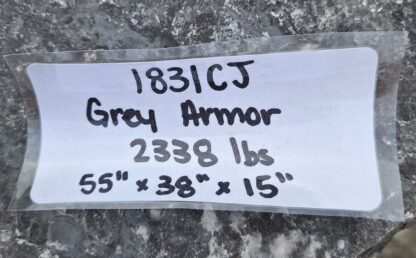 1831CJ
Grey Armor
2338 lbs
55" x 38" x 15"